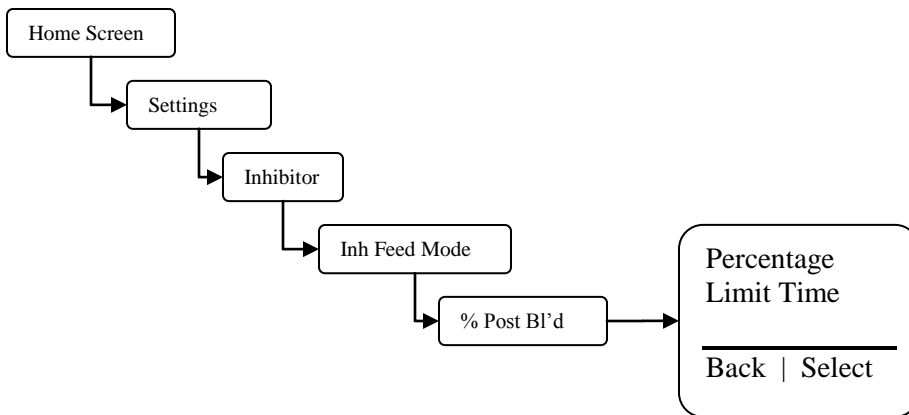 Home Screen
Settings
Inhibitor
Inh Feed Mode
% Post Bl’d
Percentage
Limit Time
Back | Select